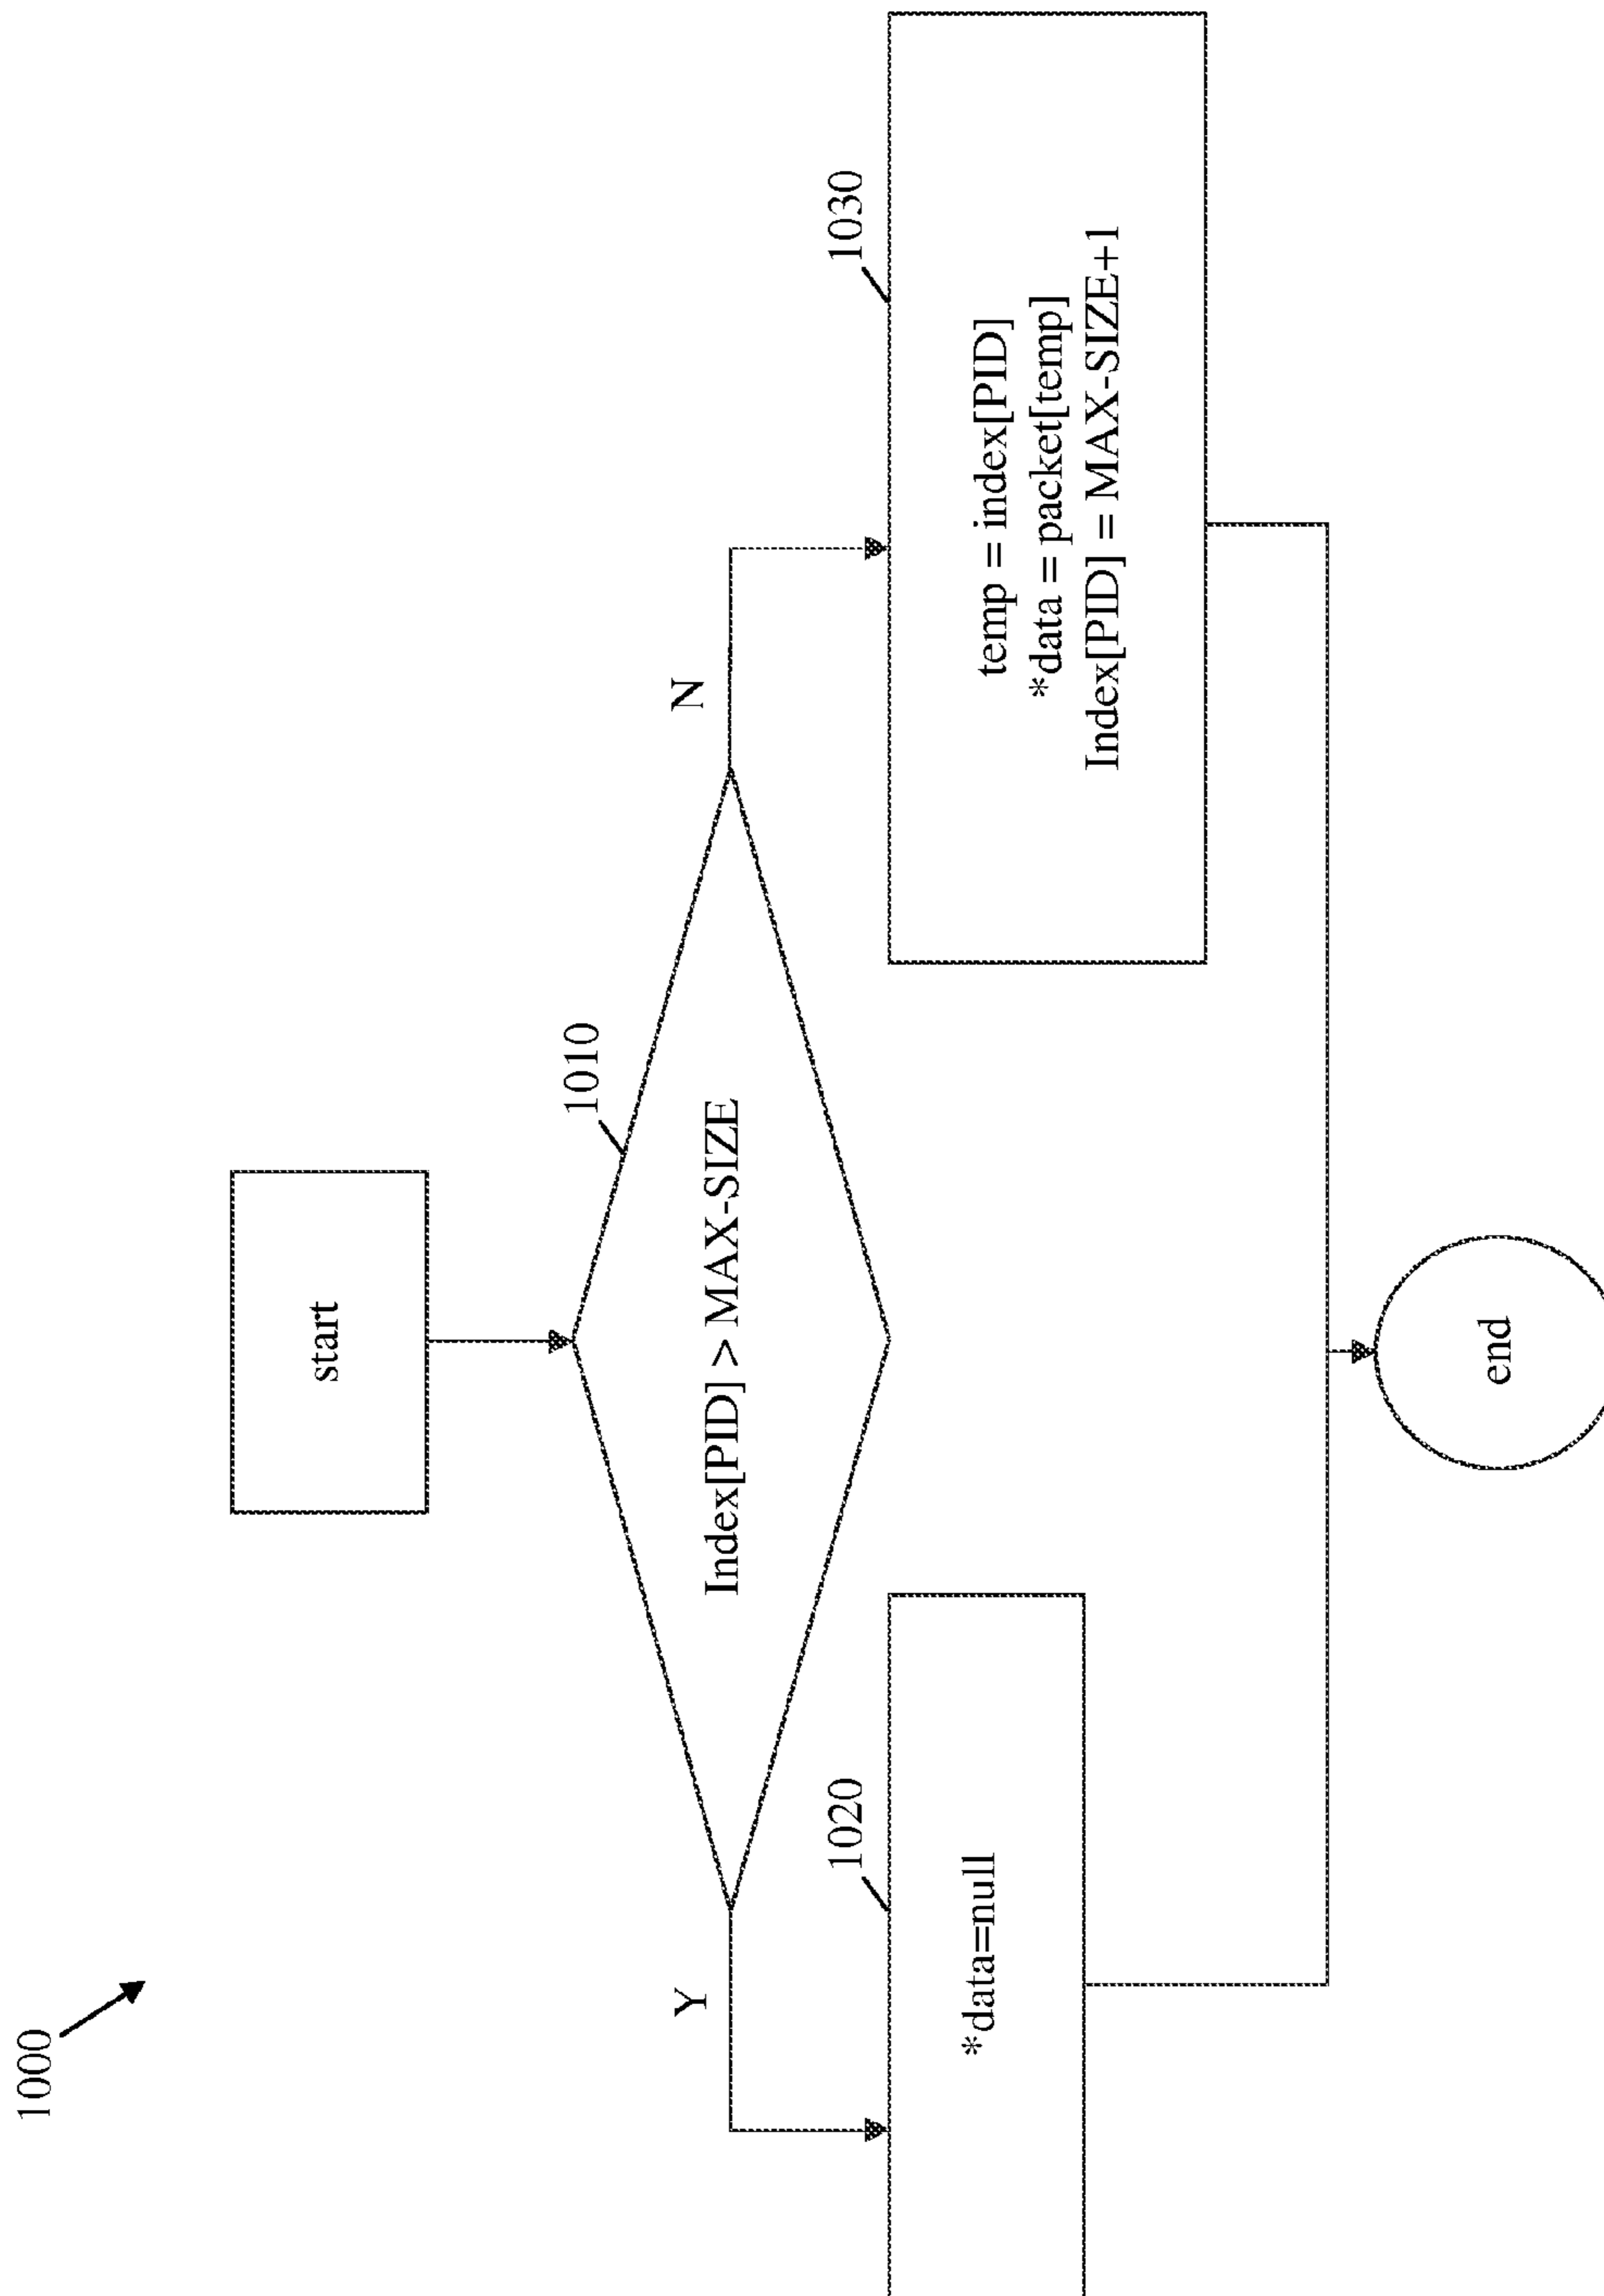 1000
start
1010
Index[PID] > MAX-SIZE
Y
N
1020
*data=null
1030
temp = index[PID]
*data = packet[temp]
Index[PID] = MAX-SIZE+1
end